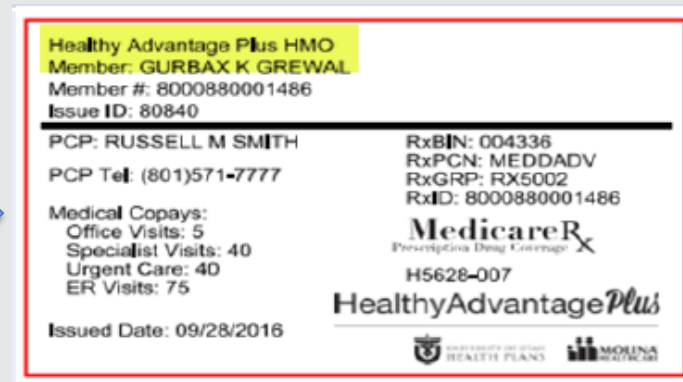 Healthy Advantage Plus HMO
Member: GURBAX K GREWAL
Member #: 8000880001486
Issue ID: 80840
PCP: RUSSELL M SMITH
PCP Tel: (801)571-7777
Medical Copays:
Office Visits: 5
Specialist Visits: 40
Urgent Care: 40
ER Visits: 75
Issued Date: 09/28/2016
RxBIN: 004336
RxPCN: MEDDADV
RxGRP: RX5002
RxID: 8000880001486
MedicareRx
Prescription Drug Coverage
H5628-007
HealthyAdvantage Plus
UNIVERSITY OF UTAH
HEALTH PLANS
MOLINA
HEALTHCARE